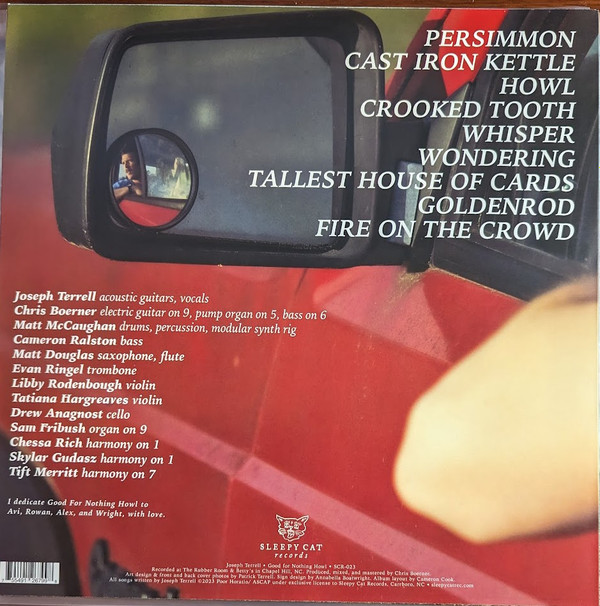 PERSIMMON
CAST IRON KETTLE
HOWL
CROOKED TOOTH
WHISPER
WONDERING
TALLEST HOUSE OF CARDS
GOLDENROD
FIRE ON THE CROWD
Joseph Terrell acoustic guitars, vocals
Chris Boerner electric guitar on 9, pump organ on 5, bass on 6
Matt McCaughan drums, percussion, modular synth rig
Cameron Ralston bass
Matt Douglas saxophone, flute
Evan Ringel trombone
Libby Rodenbough violin
Tatiana Hargreaves violin
Drew Anagnost cello
Sam Fribush organ on 9
Chessa Rich harmony on 1
Skylar Gudasz harmony on 1
Tift Merritt harmony on 7
I dedicate Good For Nothing Howl to
Avi, Rowan, Alex, and Wright, with love.
SLEEPY CAT
records
Joseph Terrell • Good for Nothing Howl • SCR-023
Recorded at The Rubber Room & Betty's in Chapel Hill, NC. Produced, mixed, and mastered by Chris Boerner.
Art design & front and back cover photos by Patrick Terrell. Sign design by Annabella Boatwright. Album layout by Cameron Cook.
All songs written by Joseph Terrell ©2023 Poor Horatio/ ASCAP under exclusive license to Sleepy Cat Records, Carrboro, NC • sleepycatrec.com